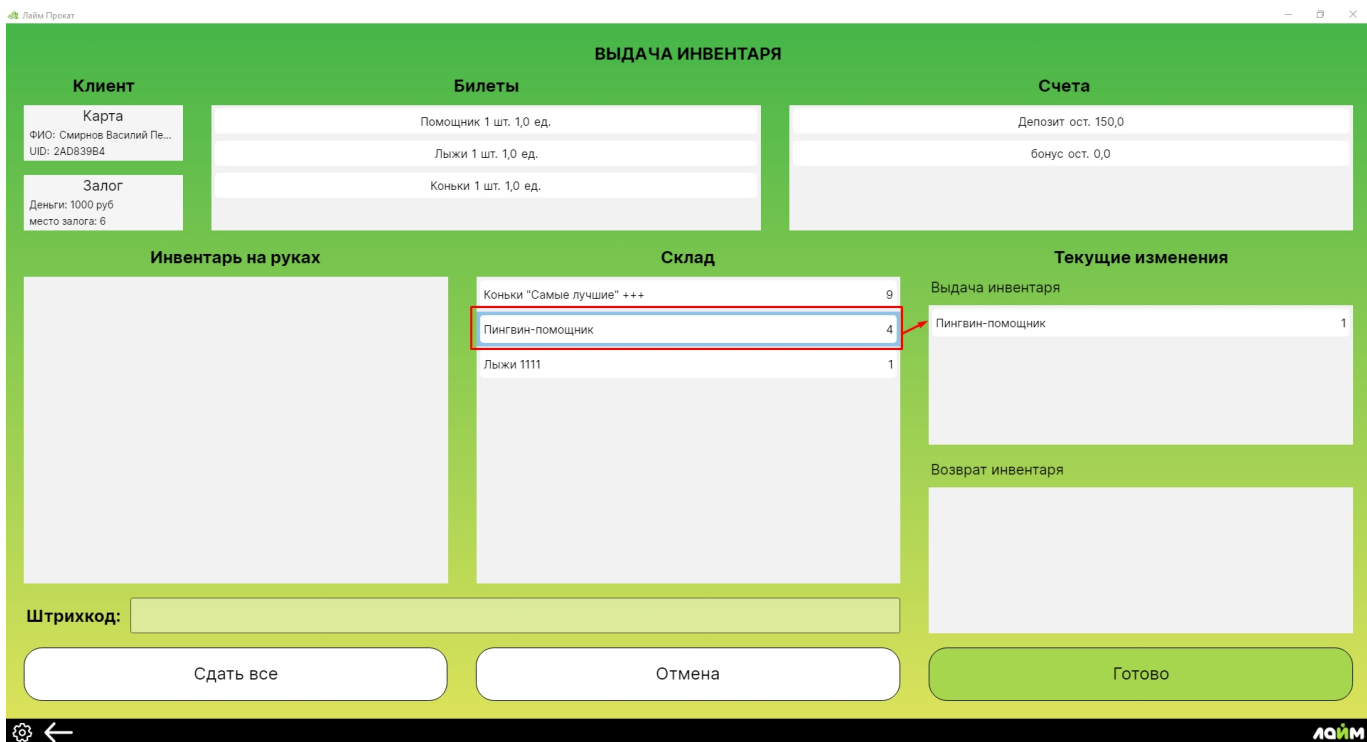 Лайм Прокат
ВЫДАЧА ИНВЕНТАРЯ
Клиент
Карта
ФИО: Смирнов Василий Пе...
UID: 2AD839B4
Залог
Деньги: 1000 руб
место залога: 6
Билеты
Помощник 1 шт. 1,0 ед.
Лыжи 1 шт. 1,0 ед.
Коньки 1 шт. 1,0 ед.
Счета
Депозит ост. 150,0
бонус ост. 0,0
Инвентарь на руках
Склад
Коньки "Самые лучшие" +++ 9
Пингвин-помощник 4
Лыжи 1111 1
Текущие изменения
Выдача инвентаря
Пингвин-помощник 1
Возврат инвентаря
Штрихкод:
Сдать все
Отмена
Готово
лайм